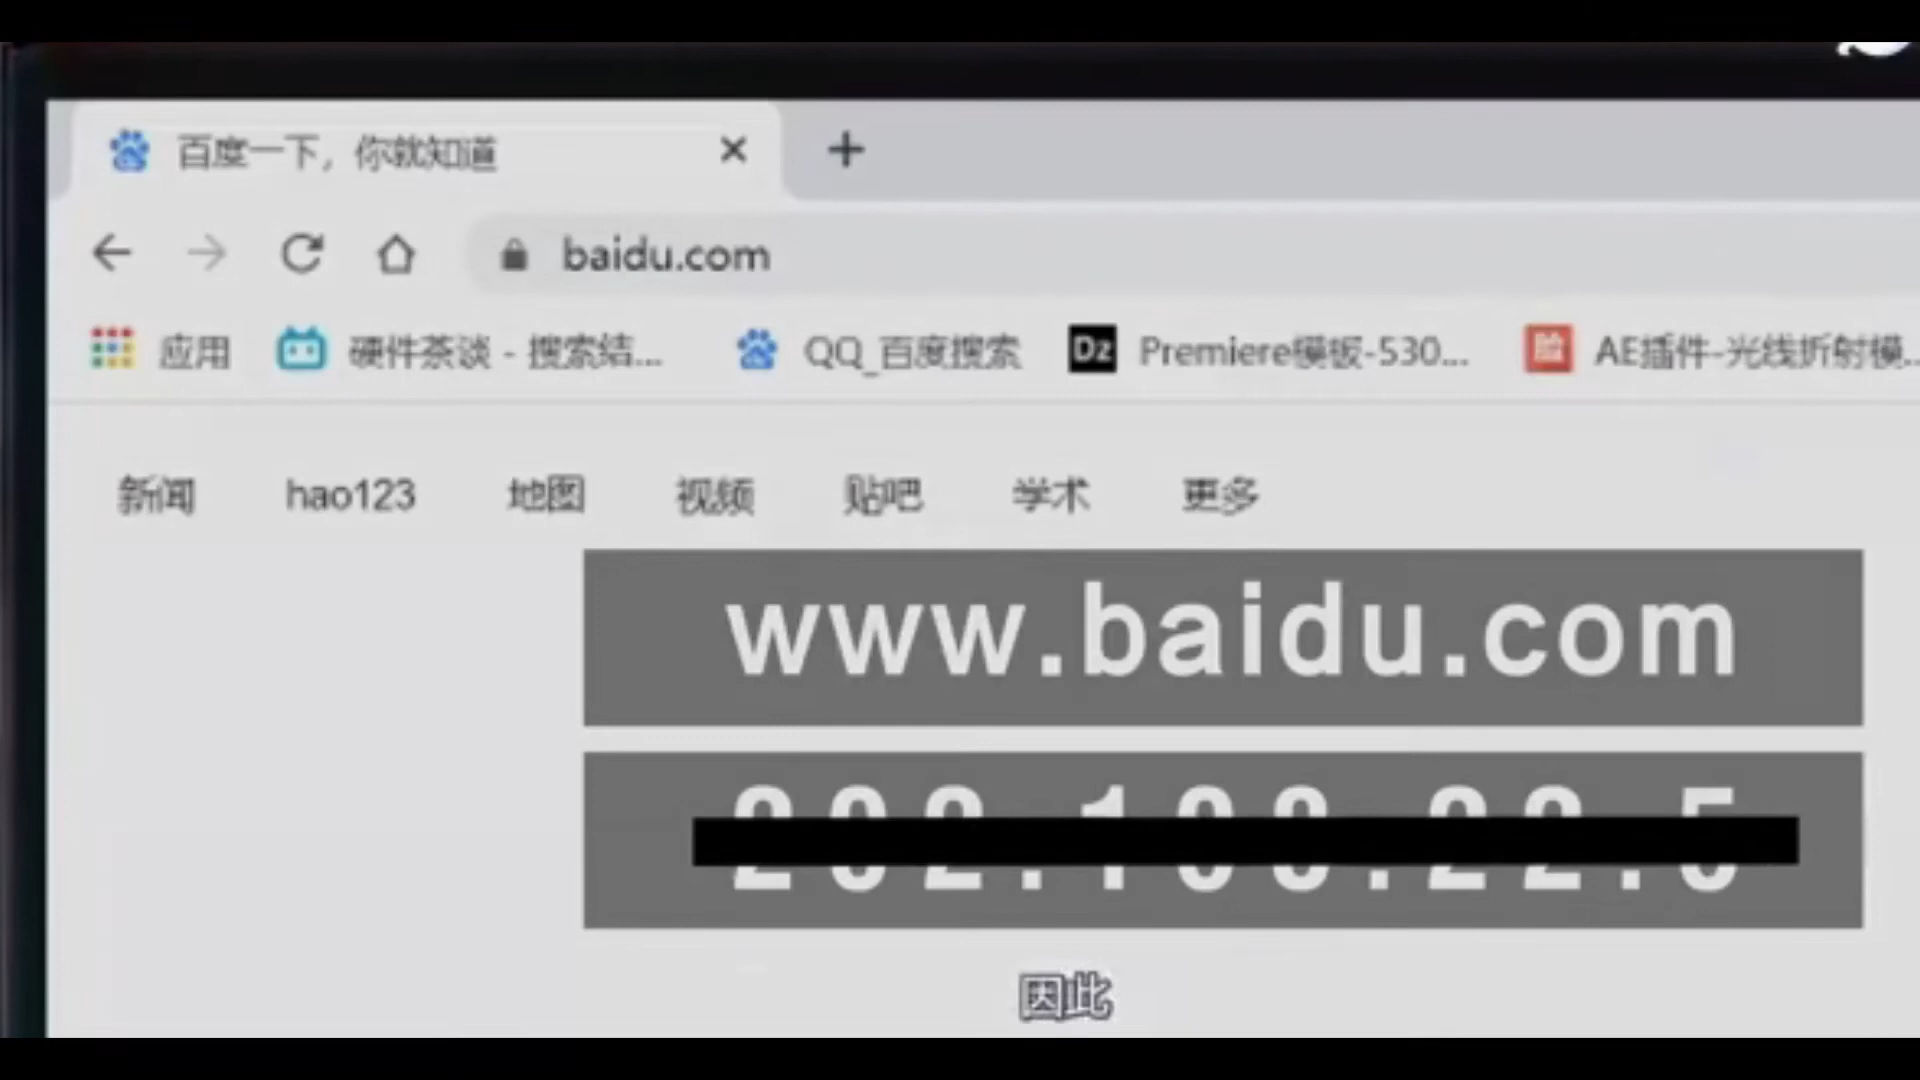 百度一下，你就知道
baidu.com
应用 硬件茶谈 - 搜索结... QQ_百度搜索 Dz Premiere模板-530... 脸 AE插件-光线折射模...
新闻 hao123 地图 视频 贴吧 学术 更多
www.baidu.com
因此